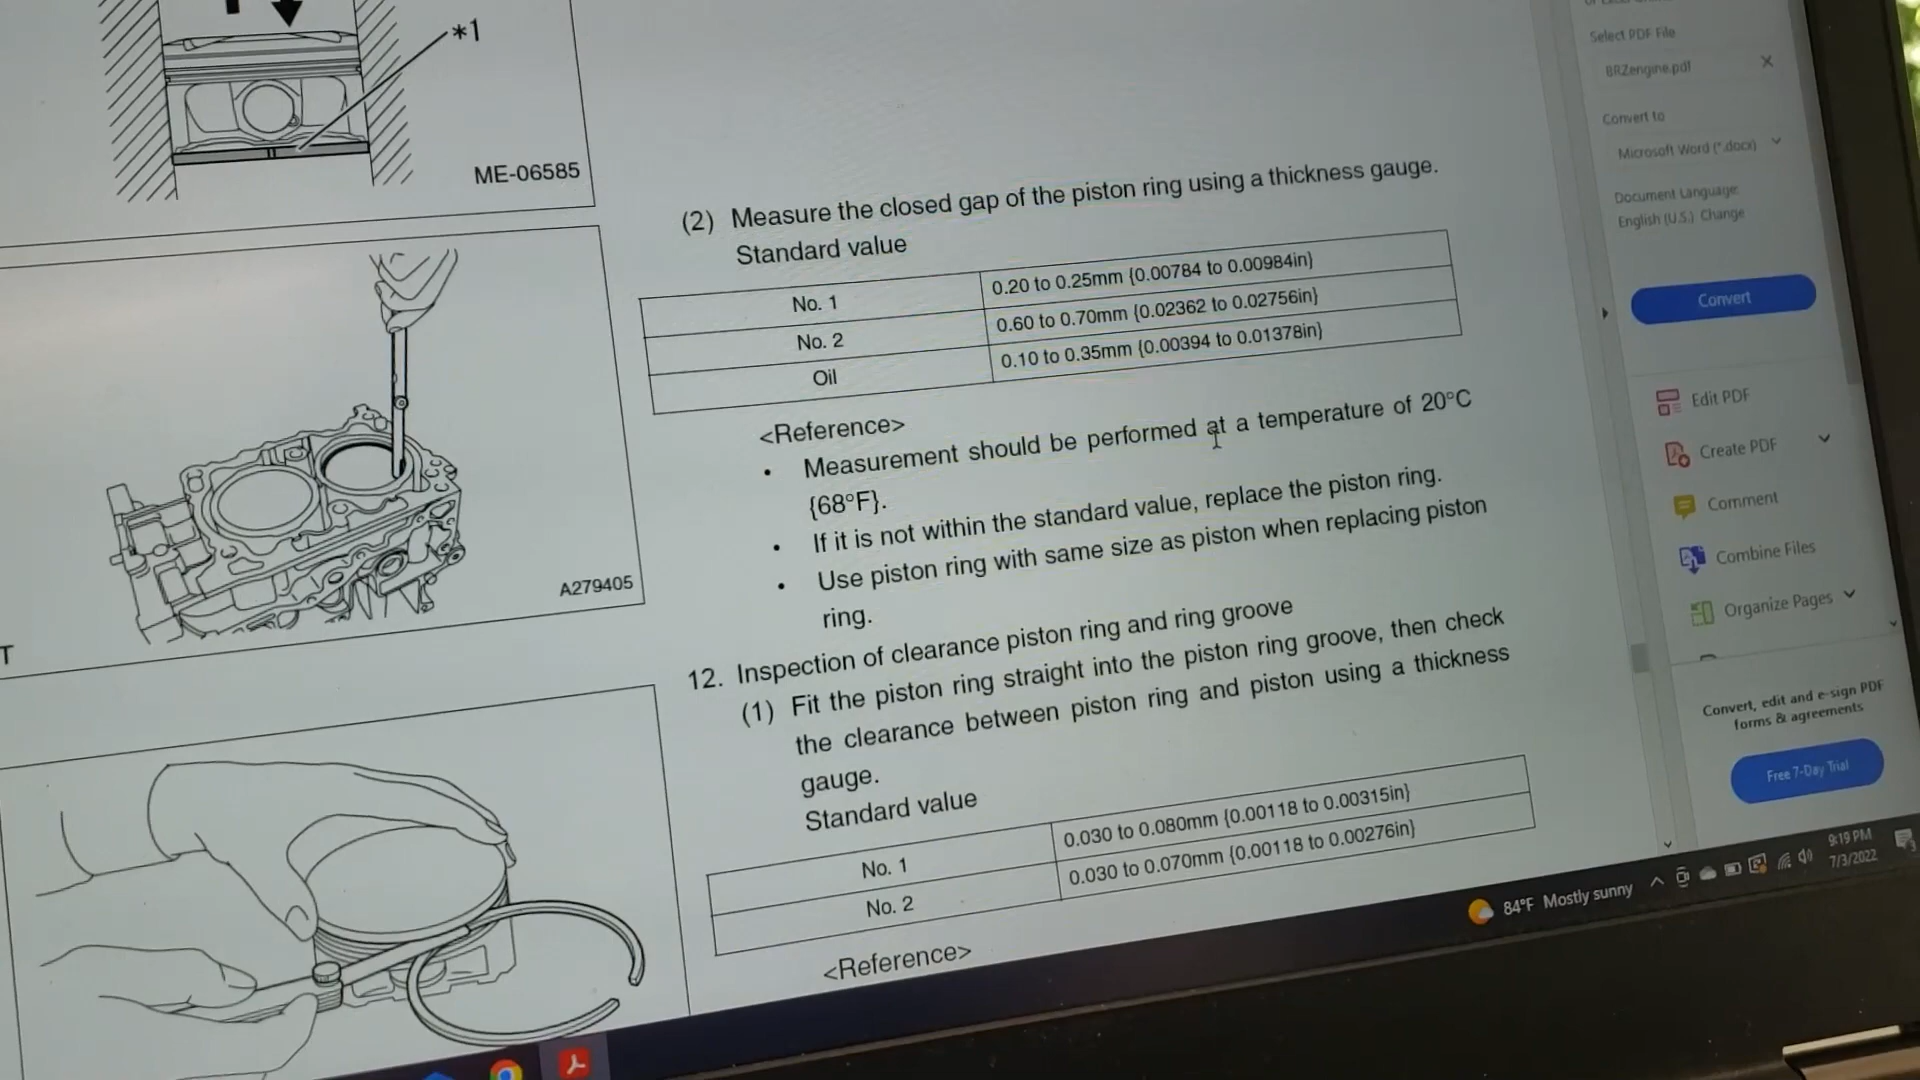 *1
ME-06585
(2) Measure the closed gap of the piston ring using a thickness gauge.
Standard value
No. 1 0.20 to 0.25mm {0.00784 to 0.00984in}
No. 2 0.60 to 0.70mm {0.02362 to 0.02756in}
Oil 0.10 to 0.35mm {0.00394 to 0.01378in}
<Reference>
• Measurement should be performed at a temperature of 20°C
{68°F}.
• If it is not within the standard value, replace the piston ring.
• Use piston ring with same size as piston when replacing piston
ring.
A279405
T
12. Inspection of clearance piston ring and ring groove
(1) Fit the piston ring straight into the piston ring groove, then check
the clearance between piston ring and piston using a thickness
gauge.
Standard value
No. 1 0.030 to 0.080mm {0.00118 to 0.00315in}
No. 2 0.030 to 0.070mm {0.00118 to 0.00276in}
<Reference>
Select PDF File
BRZengine.pdf
Convert to
Microsoft Word (*.docx)
Document Language:
English (U.S.) Change
Convert
Edit PDF
Create PDF
Comment
Combine Files
Organize Pages
Convert, edit and e-sign PDF
forms & agreements
Free 7-Day Trial
84°F Mostly sunny
9:19 PM
7/3/2022